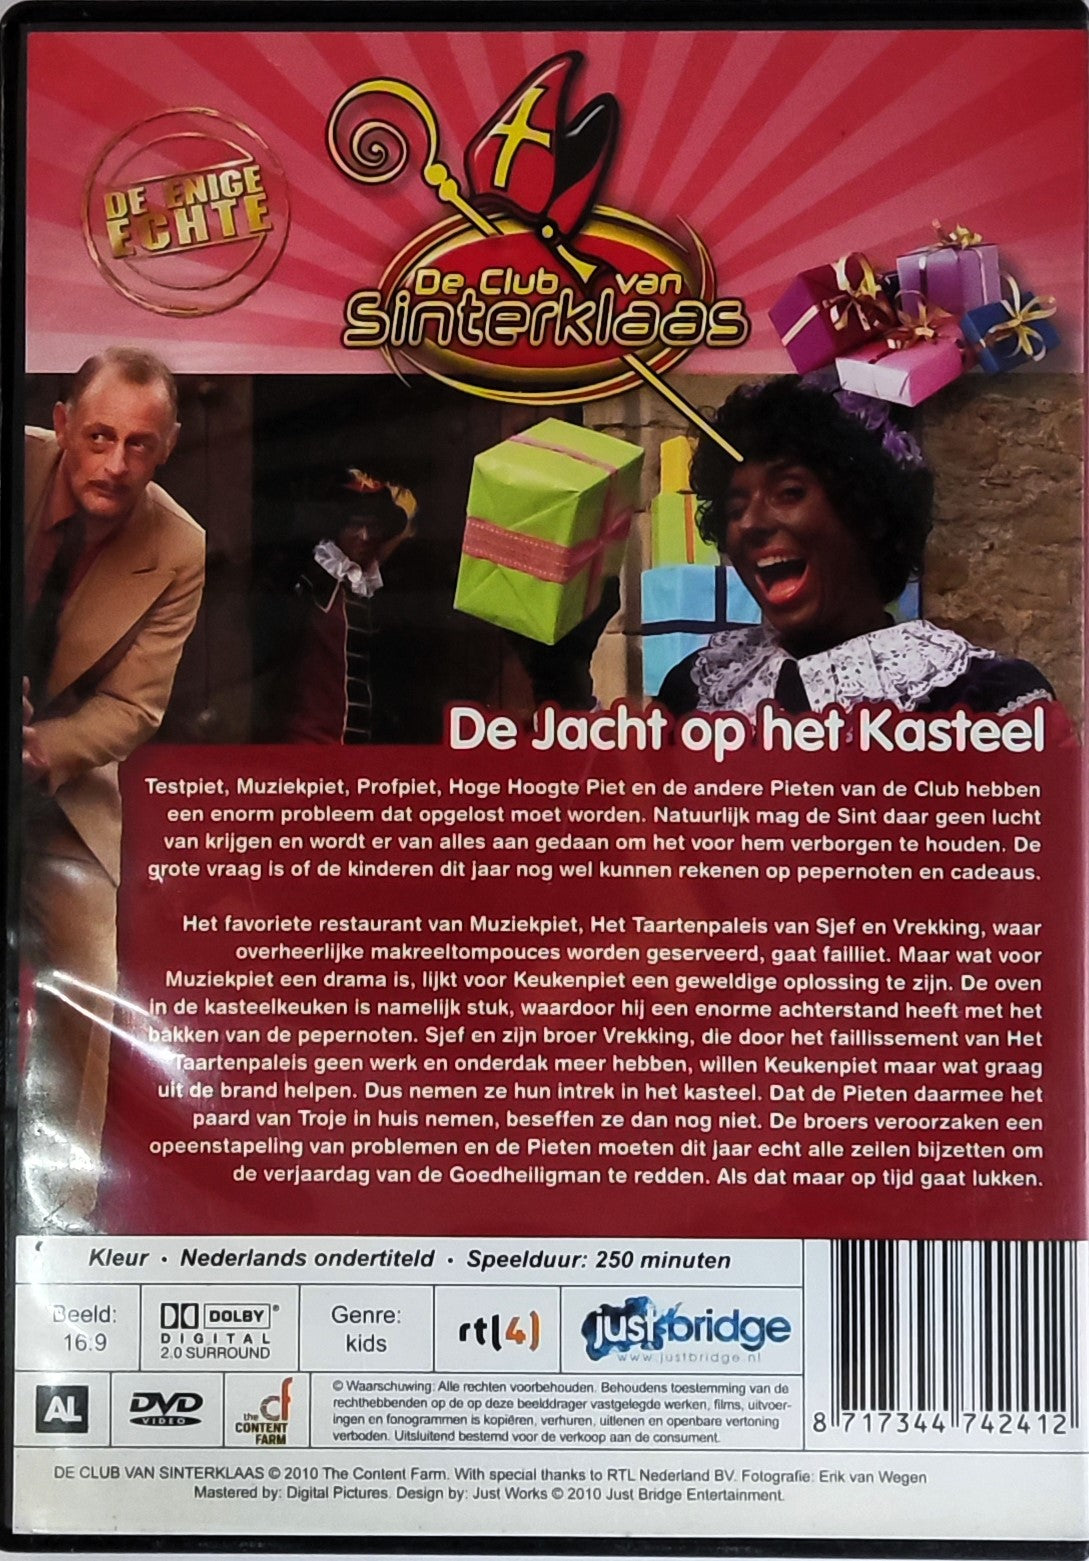 DE ENIGE
ECHTE
De Club van
Sinterklaas
De Jacht op het Kasteel
Testpiet, Muziekpiet, Profpiet, Hoge Hoogte Piet en de andere Pieten van de Club hebben
een enorm probleem dat opgelost moet worden. Natuurlijk mag de Sint daar geen lucht
van krijgen en wordt er van alles aan gedaan om het voor hem verborgen te houden. De
grote vraag is of de kinderen dit jaar nog wel kunnen rekenen op pepernoten en cadeaus.
Het favoriete restaurant van Muziekpiet, Het Taartenpaleis van Sjef en Vrekking, waar
overheerlijke makreeltompouces worden geserveerd, gaat failliet. Maar wat voor
Muziekpiet een drama is, lijkt voor Keukenpiet een geweldige oplossing te zijn. De oven
in de kasteelkeuken is namelijk stuk, waardoor hij een enorme achterstand heeft met het
bakken van de pepernoten. Sjef en zijn broer Vrekking, die door het faillissement van Het
Taartenpaleis geen werk en onderdak meer hebben, willen Keukenpiet maar wat graag
uit de brand helpen. Dus nemen ze hun intrek in het kasteel. Dat de Pieten daarmee het
paard van Troje in huis nemen, beseffen ze dan nog niet. De broers veroorzaken een
opeenstapeling van problemen en de Pieten moeten dit jaar echt alle zeilen bijzetten om
de verjaardag van de Goedheiligman te redden. Als dat maar op tijd gaat lukken.
Kleur • Nederlands ondertiteld • Speelduur: 250 minuten
Beeld:
16:9
DOLBY®
DIGITAL
2.0 SURROUND
Genre:
kids
rtl 4
just bridge
www.justbridge.nl
AL
DVD
VIDEO
cf
the
CONTENT
FARM
© Waarschuwing: Alle rechten voorbehouden. Behoudens toestemming van de
rechthebbenden op de op deze beelddrager vastgelegde werken, films, uitvoer-
ingen en fonogrammen is kopiëren, verhuren, uitlenen en openbare vertoning
verboden. Uitsluitend bestemd voor de verkoop aan de consument.
8 717344 742412
DE CLUB VAN SINTERKLAAS © 2010 The Content Farm. With special thanks to RTL Nederland BV. Fotografie: Erik van Wegen
Mastered by: Digital Pictures. Design by: Just Works © 2010 Just Bridge Entertainment.